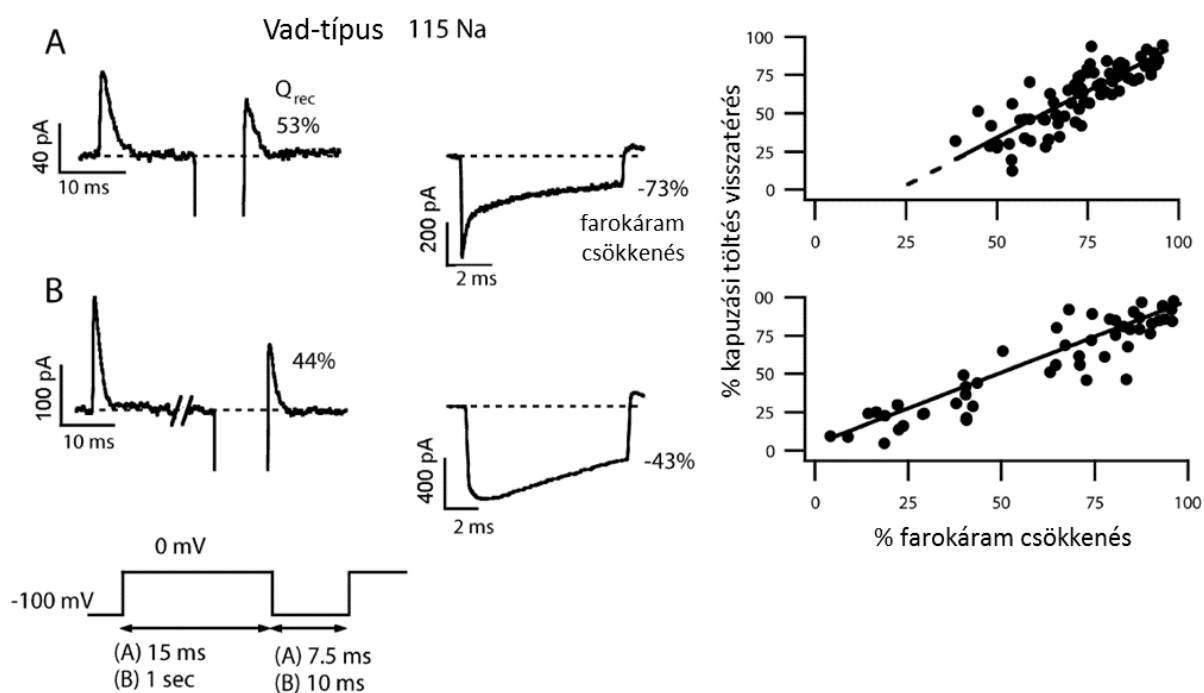 Vad-típus 115 Na
A
Qrec
53%
40 pA
10 ms
200 pA
2 ms
-73%
farokáram
csökkenés
B
44%
100 pA
10 ms
400 pA
2 ms
-43%
0 mV
-100 mV
(A) 15 ms
(B) 1 sec
(A) 7.5 ms
(B) 10 ms
% kapuzási töltés visszatérés
100
75
50
25
0
0 25 50 75 100
00
75
50
25
0
0 25 50 75 100
% farokáram csökkenés